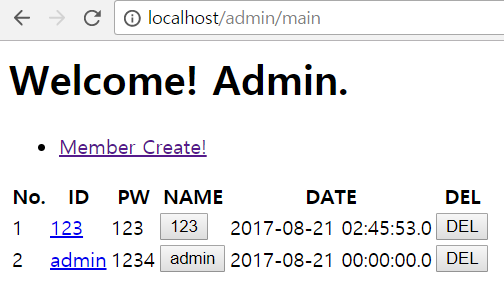 localhost/admin/main
Welcome! Admin.
Member Create!
No. ID PW NAME DATE DEL
1 123 123 123 2017-08-21 02:45:53.0 DEL
2 admin 1234 admin 2017-08-21 00:00:00.0 DEL